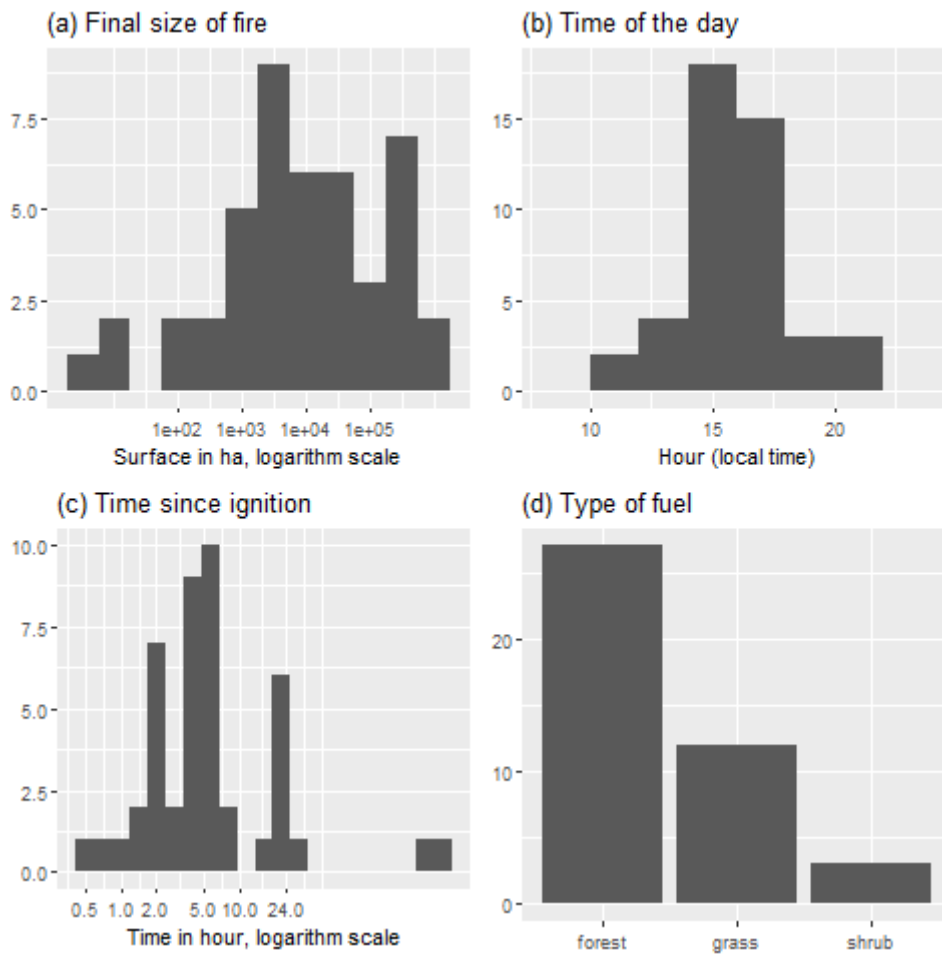 (a) Final size of fire
7.5
5.0
2.5
0.0
1e+02 1e+03 1e+04 1e+05
Surface in ha, logarithm scale
(b) Time of the day
15
10
5
0
10 15 20
Hour (local time)
(c) Time since ignition
10.0
7.5
5.0
2.5
0.0
0.5 1.0 2.0 5.0 10.0 24.0
Time in hour, logarithm scale
(d) Type of fuel
20
10
0
forest grass shrub